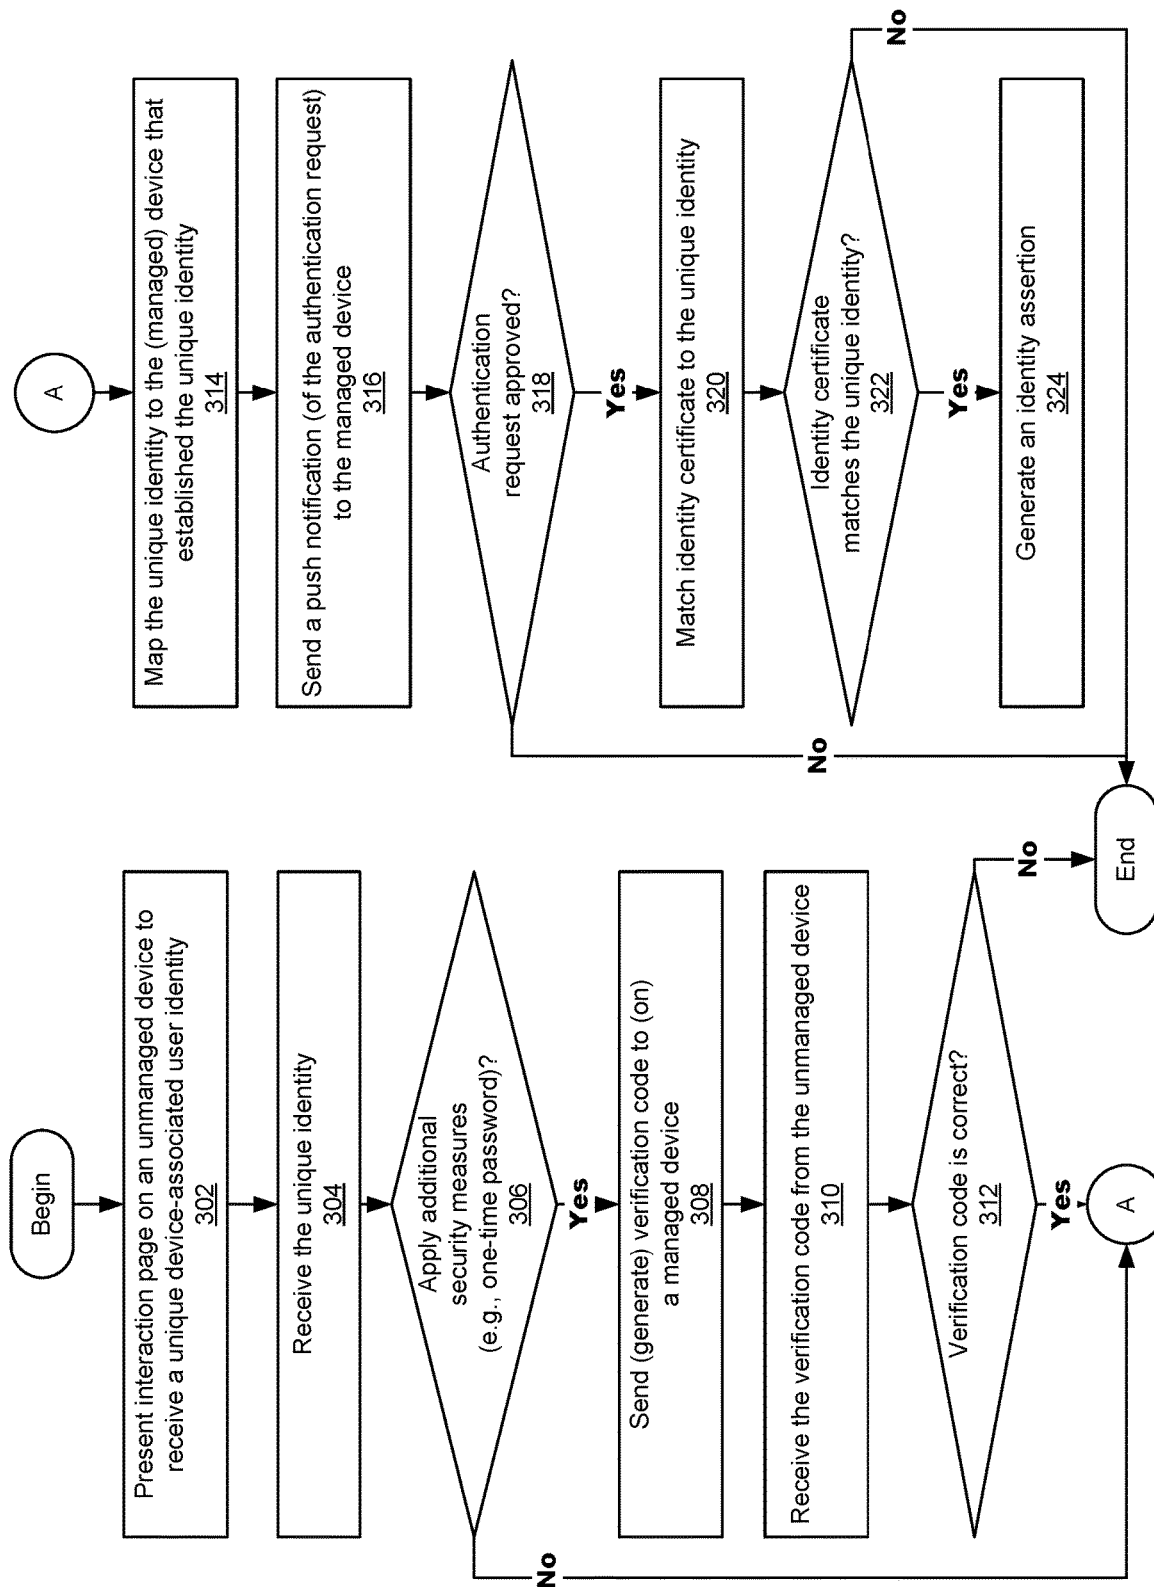 Begin
Present interaction page on an unmanaged device to
receive a unique device-associated user identity
302
Receive the unique identity
304
Apply additional
security measures
(e.g., one-time password)?
306
No
Yes
Send (generate) verification code to (on)
a managed device
308
Receive the verification code from the unmanaged device
310
Verification code is correct?
312
No
Yes
A
End
A
Map the unique identity to the (managed) device that
established the unique identity
314
Send a push notification (of the authentication request)
to the managed device
316
Authentication
request approved?
318
Yes
No
Match identity certificate to the unique identity
320
Identity certificate
matches the unique identity?
322
No
Yes
Generate an identity assertion
324